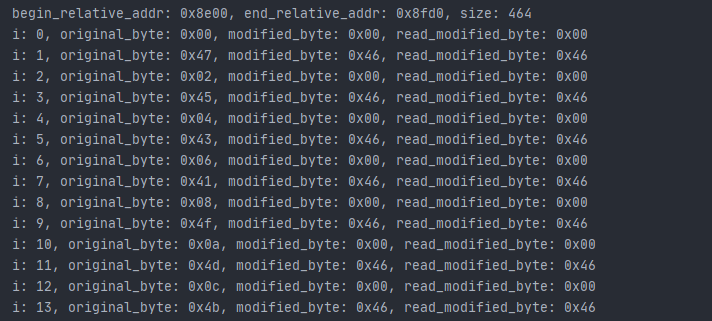 begin_relative_addr: 0x8e00, end_relative_addr: 0x8fd0, size: 464
i: 0, original_byte: 0x00, modified_byte: 0x00, read_modified_byte: 0x00
i: 1, original_byte: 0x47, modified_byte: 0x46, read_modified_byte: 0x46
i: 2, original_byte: 0x02, modified_byte: 0x00, read_modified_byte: 0x00
i: 3, original_byte: 0x45, modified_byte: 0x46, read_modified_byte: 0x46
i: 4, original_byte: 0x04, modified_byte: 0x00, read_modified_byte: 0x00
i: 5, original_byte: 0x43, modified_byte: 0x46, read_modified_byte: 0x46
i: 6, original_byte: 0x06, modified_byte: 0x00, read_modified_byte: 0x00
i: 7, original_byte: 0x41, modified_byte: 0x46, read_modified_byte: 0x46
i: 8, original_byte: 0x08, modified_byte: 0x00, read_modified_byte: 0x00
i: 9, original_byte: 0x4f, modified_byte: 0x46, read_modified_byte: 0x46
i: 10, original_byte: 0x0a, modified_byte: 0x00, read_modified_byte: 0x00
i: 11, original_byte: 0x4d, modified_byte: 0x46, read_modified_byte: 0x46
i: 12, original_byte: 0x0c, modified_byte: 0x00, read_modified_byte: 0x00
i: 13, original_byte: 0x4b, modified_byte: 0x46, read_modified_byte: 0x46